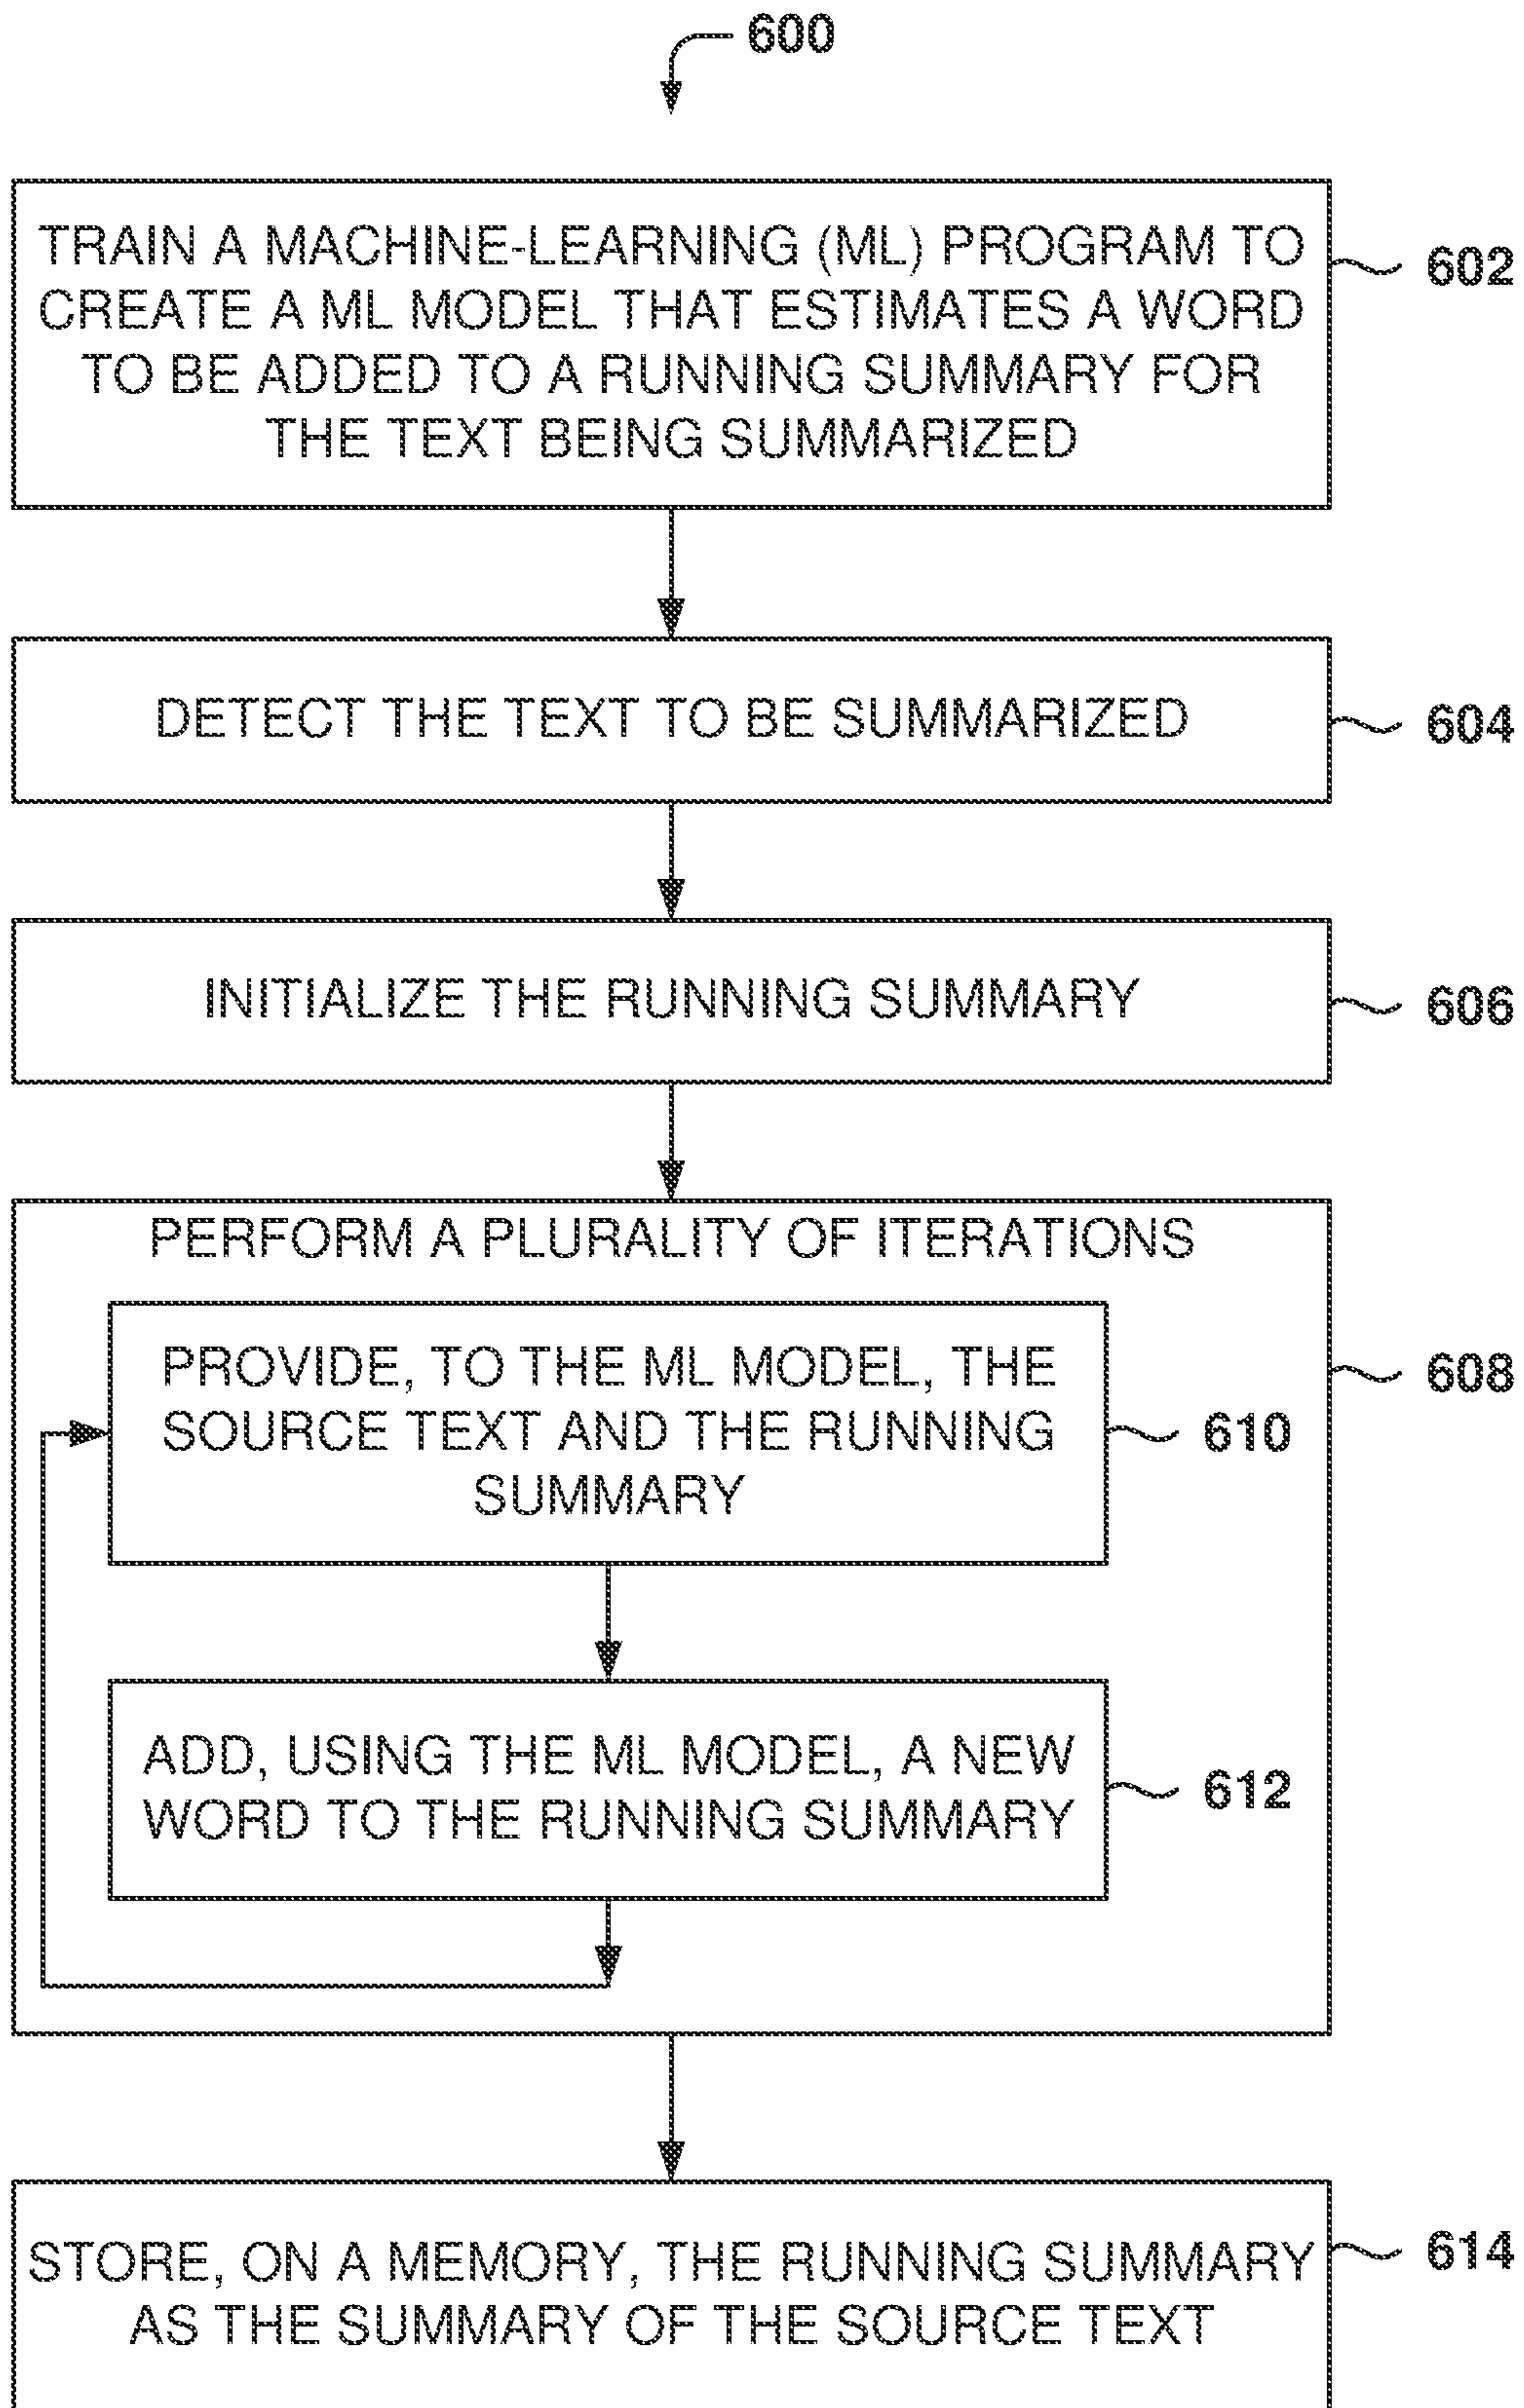 600
TRAIN A MACHINE-LEARNING (ML) PROGRAM TO
CREATE A ML MODEL THAT ESTIMATES A WORD
TO BE ADDED TO A RUNNING SUMMARY FOR
THE TEXT BEING SUMMARIZED
602
DETECT THE TEXT TO BE SUMMARIZED
604
INITIALIZE THE RUNNING SUMMARY
606
PERFORM A PLURALITY OF ITERATIONS
608
PROVIDE, TO THE ML MODEL, THE
SOURCE TEXT AND THE RUNNING
SUMMARY
610
ADD, USING THE ML MODEL, A NEW
WORD TO THE RUNNING SUMMARY
612
STORE, ON A MEMORY, THE RUNNING SUMMARY
AS THE SUMMARY OF THE SOURCE TEXT
614